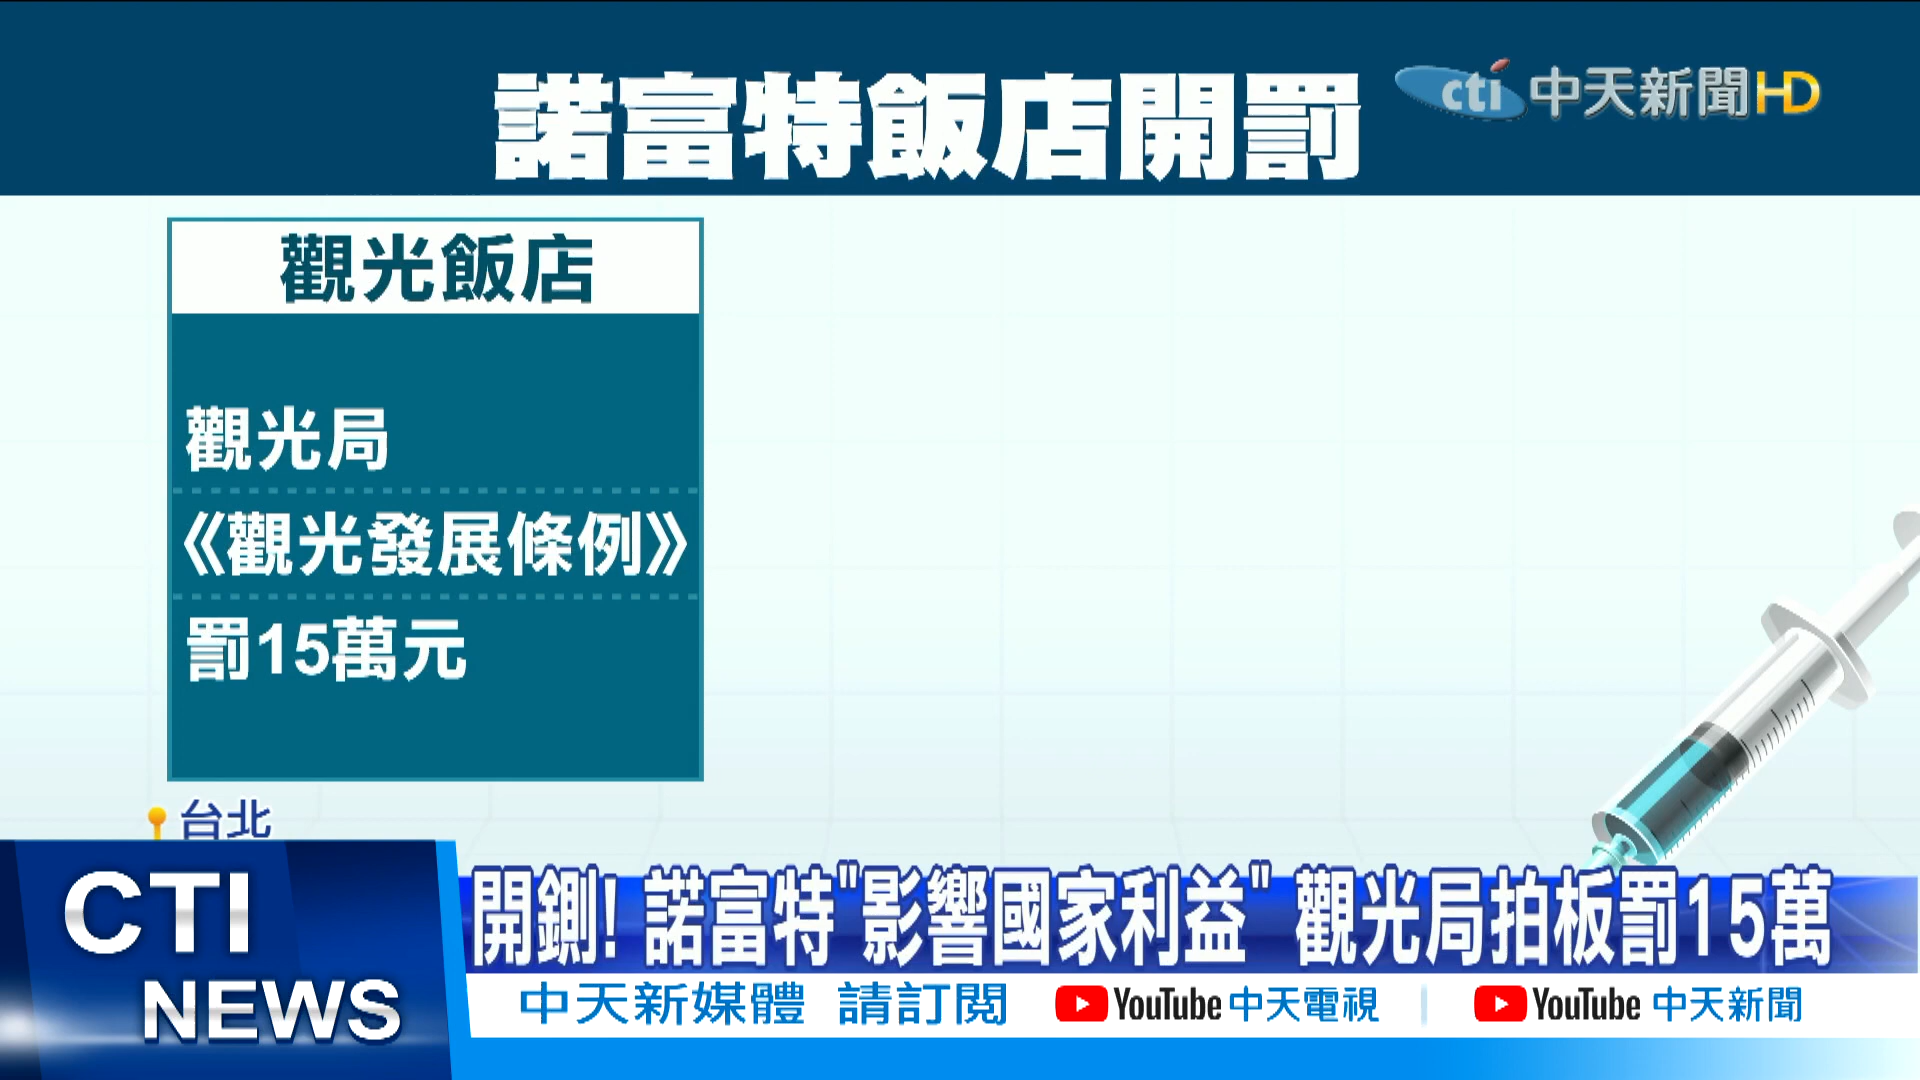 諾富特飯店開罰
cti 中天新聞HD
觀光飯店
觀光局
《觀光發展條例》
罰15萬元
台北
CTI NEWS
開鍘! 諾富特"影響國家利益" 觀光局拍板罰15萬
中天新媒體 請訂閱 YouTube 中天電視 | YouTube 中天新聞